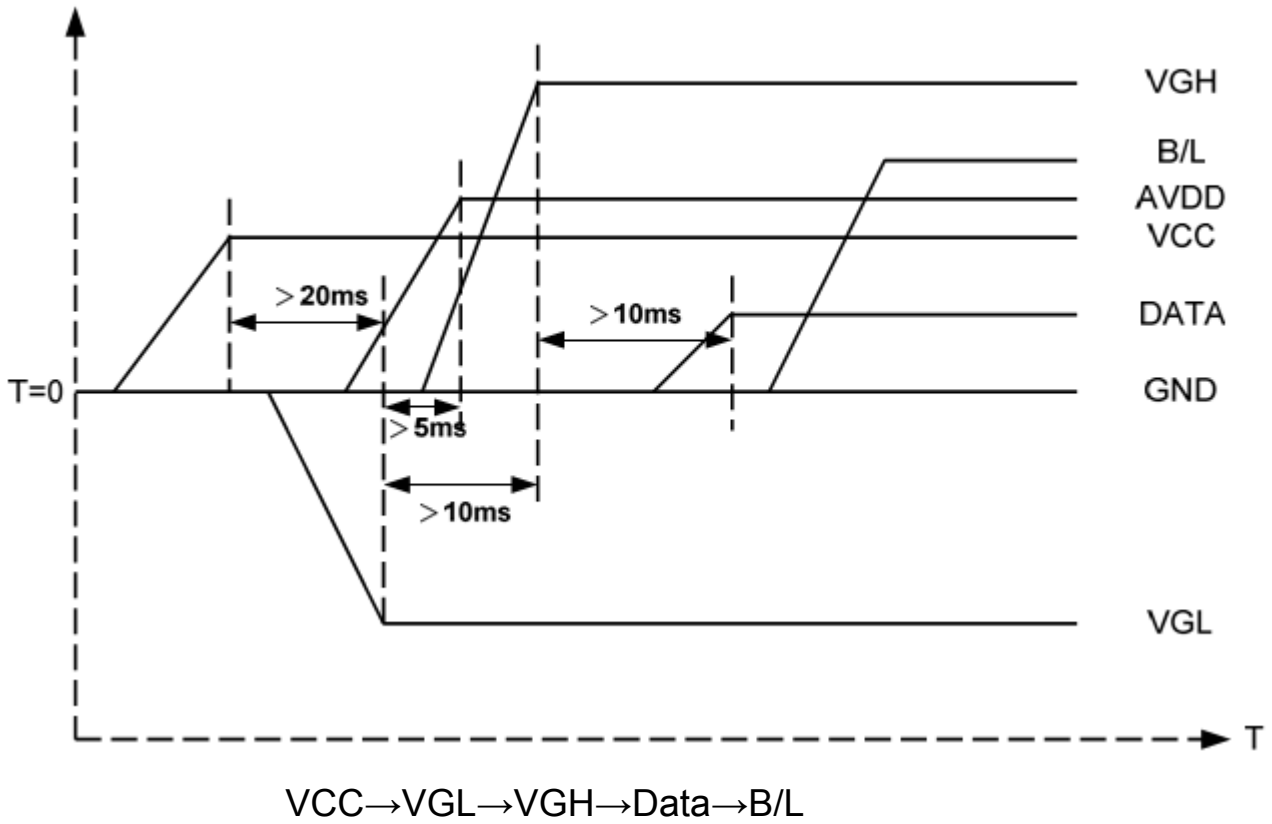 VGH
B/L
AVDD
VCC
>20ms
>10ms
DATA
T=0
GND
>5ms
>10ms
VGL
T
VCC→VGL→VGH→Data→B/L